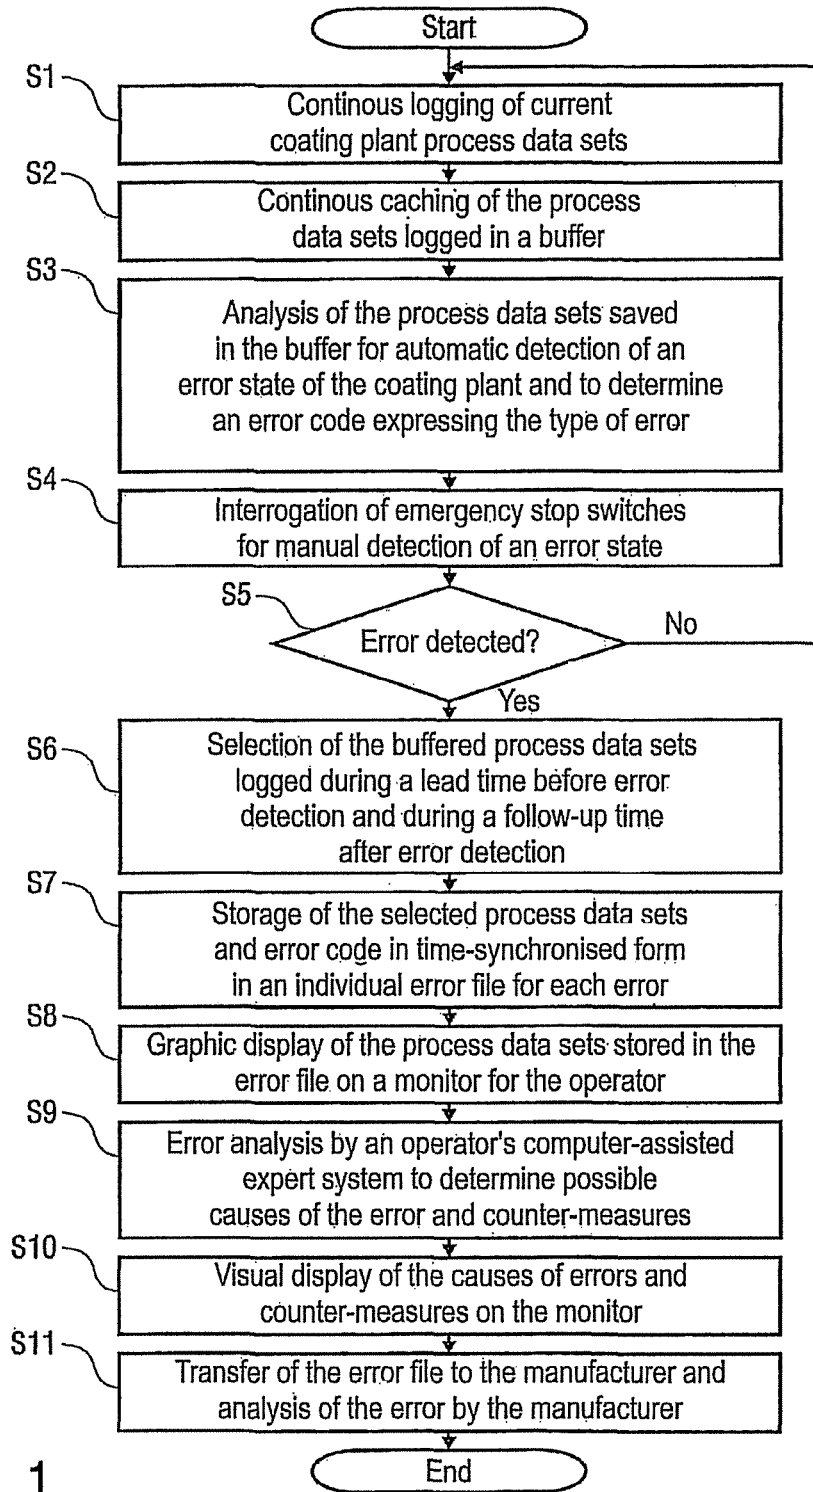 Start
S1
Continous logging of current
coating plant process data sets
S2
Continous caching of the process
data sets logged in a buffer
S3
Analysis of the process data sets saved
in the buffer for automatic detection of an
error state of the coating plant and to determine
an error code expressing the type of error
S4
Interrogation of emergency stop switches
for manual detection of an error state
S5
Error detected?
No
Yes
S6
Selection of the buffered process data sets
logged during a lead time before error
detection and during a follow-up time
after error detection
S7
Storage of the selected process data sets
and error code in time-synchronised form
in an individual error file for each error
S8
Graphic display of the process data sets stored in the
error file on a monitor for the operator
S9
Error analysis by an operator's computer-assisted
expert system to determine possible
causes of the error and counter-measures
S10
Visual display of the causes of errors and
counter-measures on the monitor
S11
Transfer of the error file to the manufacturer and
analysis of the error by the manufacturer
End
1